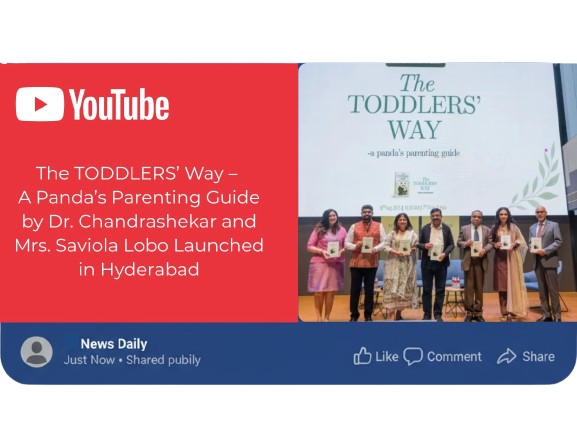 YouTube
The TODDLERS' Way –
A Panda's Parenting Guide
by Dr. Chandrashekar and
Mrs. Saviola Lobo Launched
in Hyderabad
The
TODDLERS'
WAY
-a panda's parenting guide
News Daily
Just Now • Shared pubily
Like Comment Share